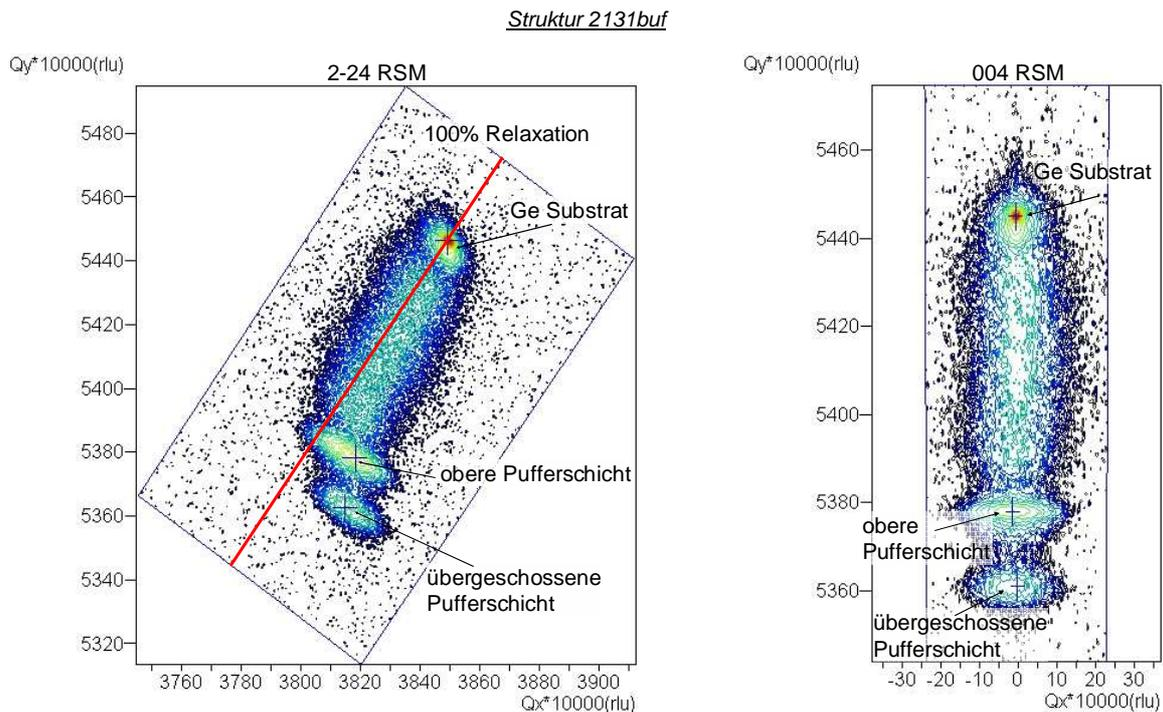 Struktur 2131buf
Qy*10000(rlu)
2-24 RSM
5480
5460
5440
5420
5400
5380
5360
5340
5320
100% Relaxation
Ge Substrat
obere Pufferschicht
übergeschossene
Pufferschicht
3760 3780 3800 3820 3840 3860 3880 3900
Qx*10000(rlu)
Qy*10000(rlu)
004 RSM
5460
5440
5420
5400
5380
5360
Ge Substrat
obere
Pufferschicht
übergeschossene
Pufferschicht
-30 -20 -10 0 10 20 30
Qx*10000(rlu)